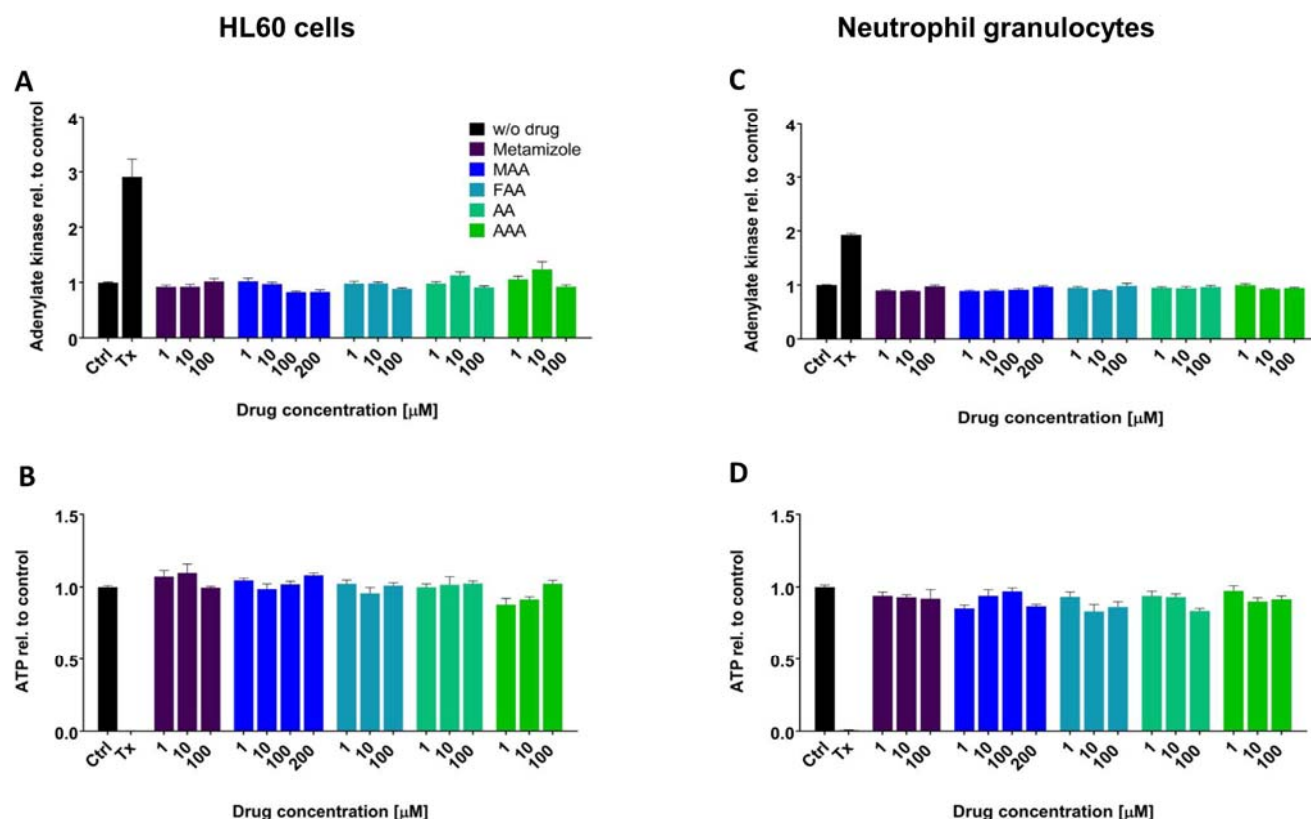 HL60 cells
Neutrophil granulocytes
A
Adenylate kinase rel. to control
4
3
2
1
0
w/o drug
Metamizole
MAA
FAA
AA
AAA
Ctrl Tx 1 10 100 1 10 100 200 1 10 100 1 10 100 1 10 100
Drug concentration [μM]
C
Adenylate kinase rel. to control
4
3
2
1
0
Ctrl Tx 1 10 100 1 10 100 200 1 10 100 1 10 100 1 10 100
Drug concentration [μM]
B
ATP rel. to control
1.5
1.0
0.5
0.0
Ctrl Tx 1 10 100 1 10 100 200 1 10 100 1 10 100 1 10 100
Drug concentration [μM]
D
ATP rel. to control
1.5
1.0
0.5
0.0
Ctrl Tx 1 10 100 1 10 100 200 1 10 100 1 10 100 1 10 100
Drug concentration [μM]